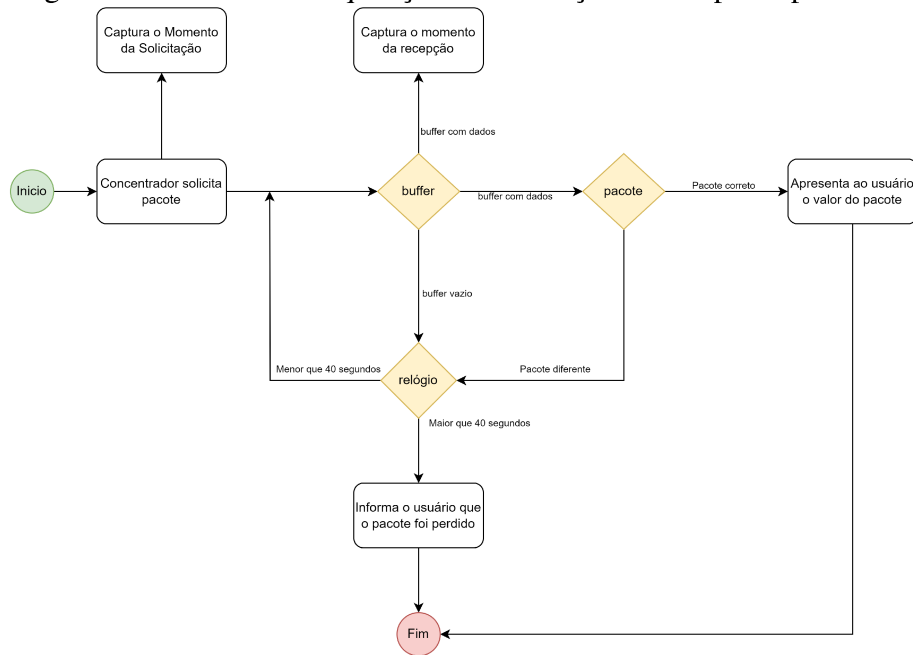 Captura o Momento
da Solicitação
Captura o momento
da recepção
buffer com dados
Inicio
Concentrador solicita
pacote
buffer
buffer com dados
pacote
Pacote correto
Apresenta ao usuário
o valor do pacote
buffer vazio
Menor que 40 segundos
relógio
Pacote diferente
Maior que 40 segundos
Informa o usuário que
o pacote foi perdido
Fim